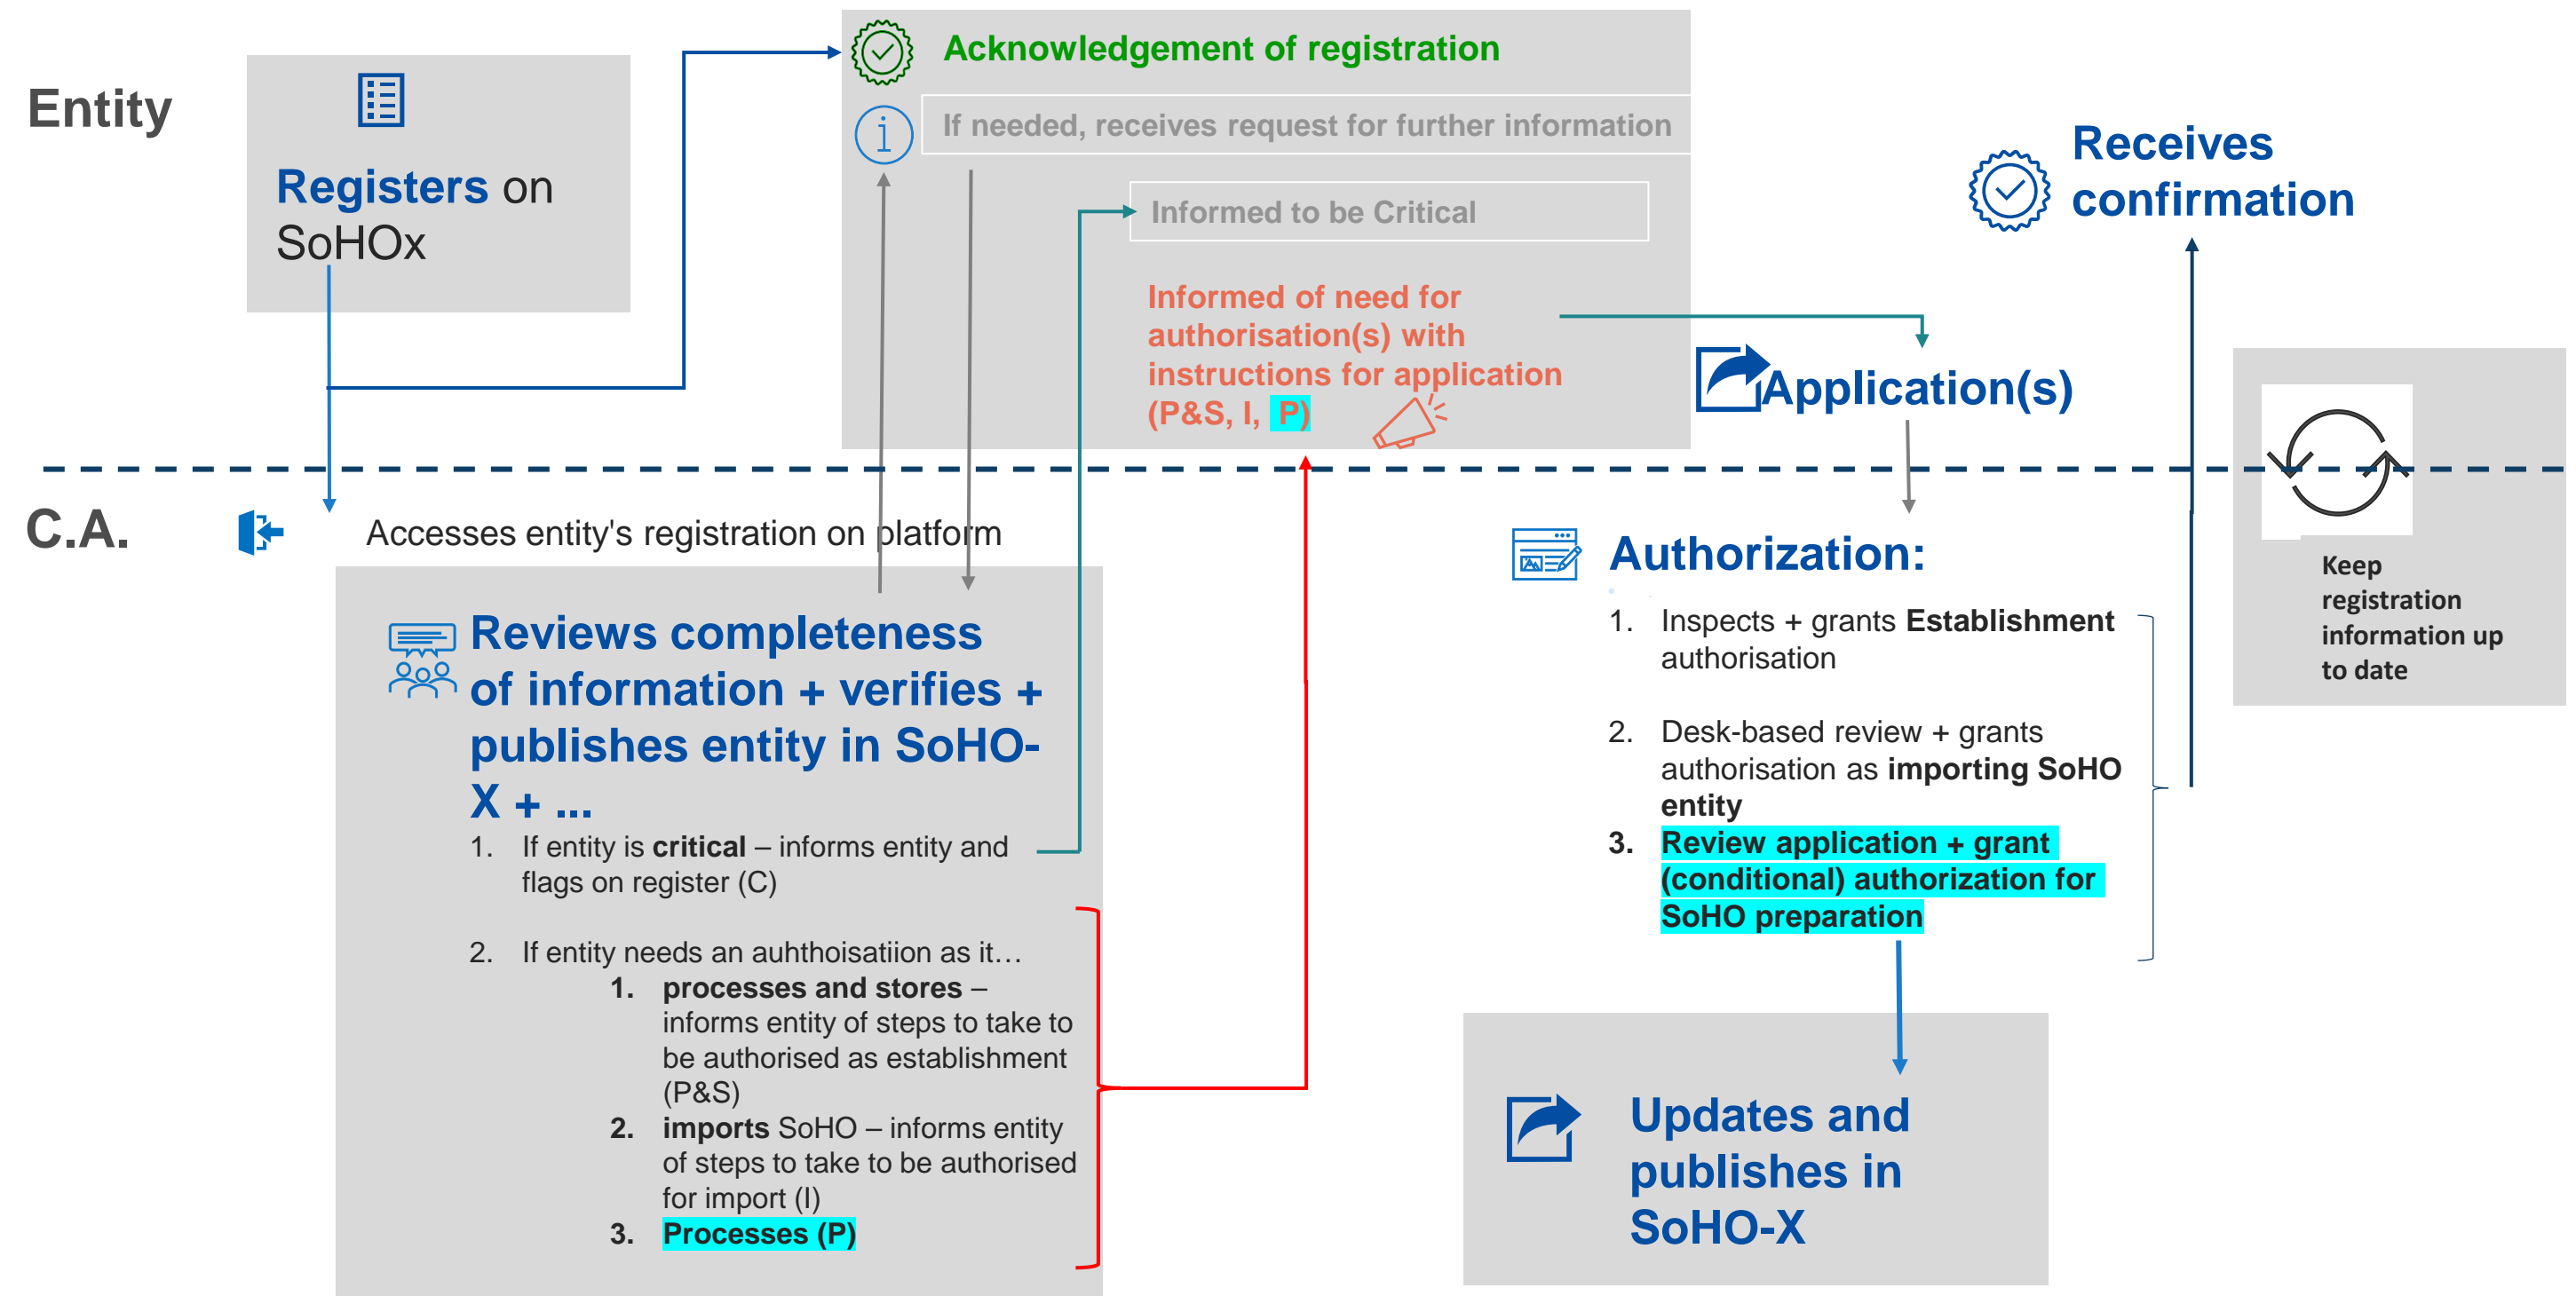 Entity
Registers on
SoHOx
Acknowledgement of registration
If needed, receives request for further information
Informed to be Critical
Informed of need for
authorisation(s) with
instructions for application
(P&S, I, P)
Application(s)
Receives
confirmation
Keep
registration
information up
to date
C.A.
Accesses entity's registration on platform
Reviews completeness
of information + verifies +
publishes entity in SoHO-
X + ...
1. If entity is critical – informs entity and
flags on register (C)
2. If entity needs an auhthoisatiion as it…
1. processes and stores –
informs entity of steps to take to
be authorised as establishment
(P&S)
2. imports SoHO – informs entity
of steps to take to be authorised
for import (I)
3. Processes (P)
Authorization:
1. Inspects + grants Establishment
authorisation
2. Desk-based review + grants
authorisation as importing SoHO
entity
3. Review application + grant
(conditional) authorization for
SoHO preparation
Updates and
publishes in
SoHO-X